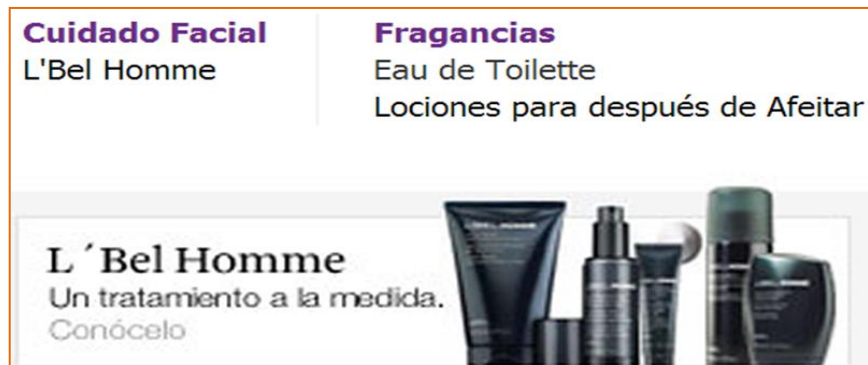 Cuidado Facial
L'Bel Homme
Fragancias
Eau de Toilette
Lociones para después de Afeitar
L ´Bel Homme
Un tratamiento a la medida.
Conócelo